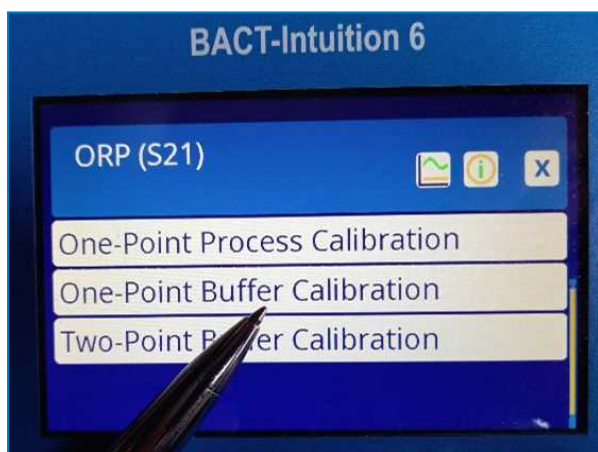 BACT-Intuition 6
ORP (S21)
X
One-Point Process Calibration
One-Point Buffer Calibration
Two-Point Calibration